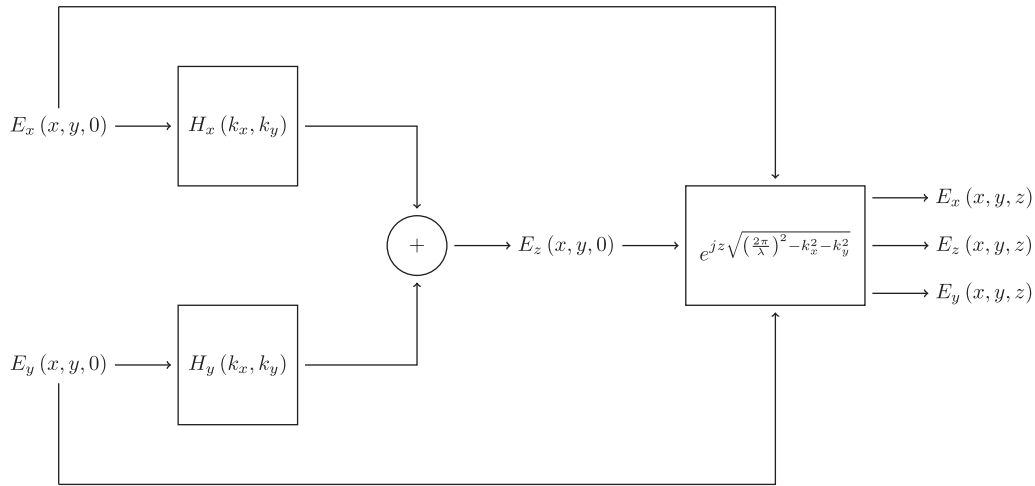 E_x (x, y, 0)
H_x (k_x, k_y)
E_x (x, y, z)
+
E_z (x, y, 0)
e^{jz\sqrt{\left(\frac{2\pi}{\lambda}\right)^2-k_x^2-k_y^2}}
E_z (x, y, z)
E_y (x, y, z)
E_y (x, y, 0)
H_y (k_x, k_y)